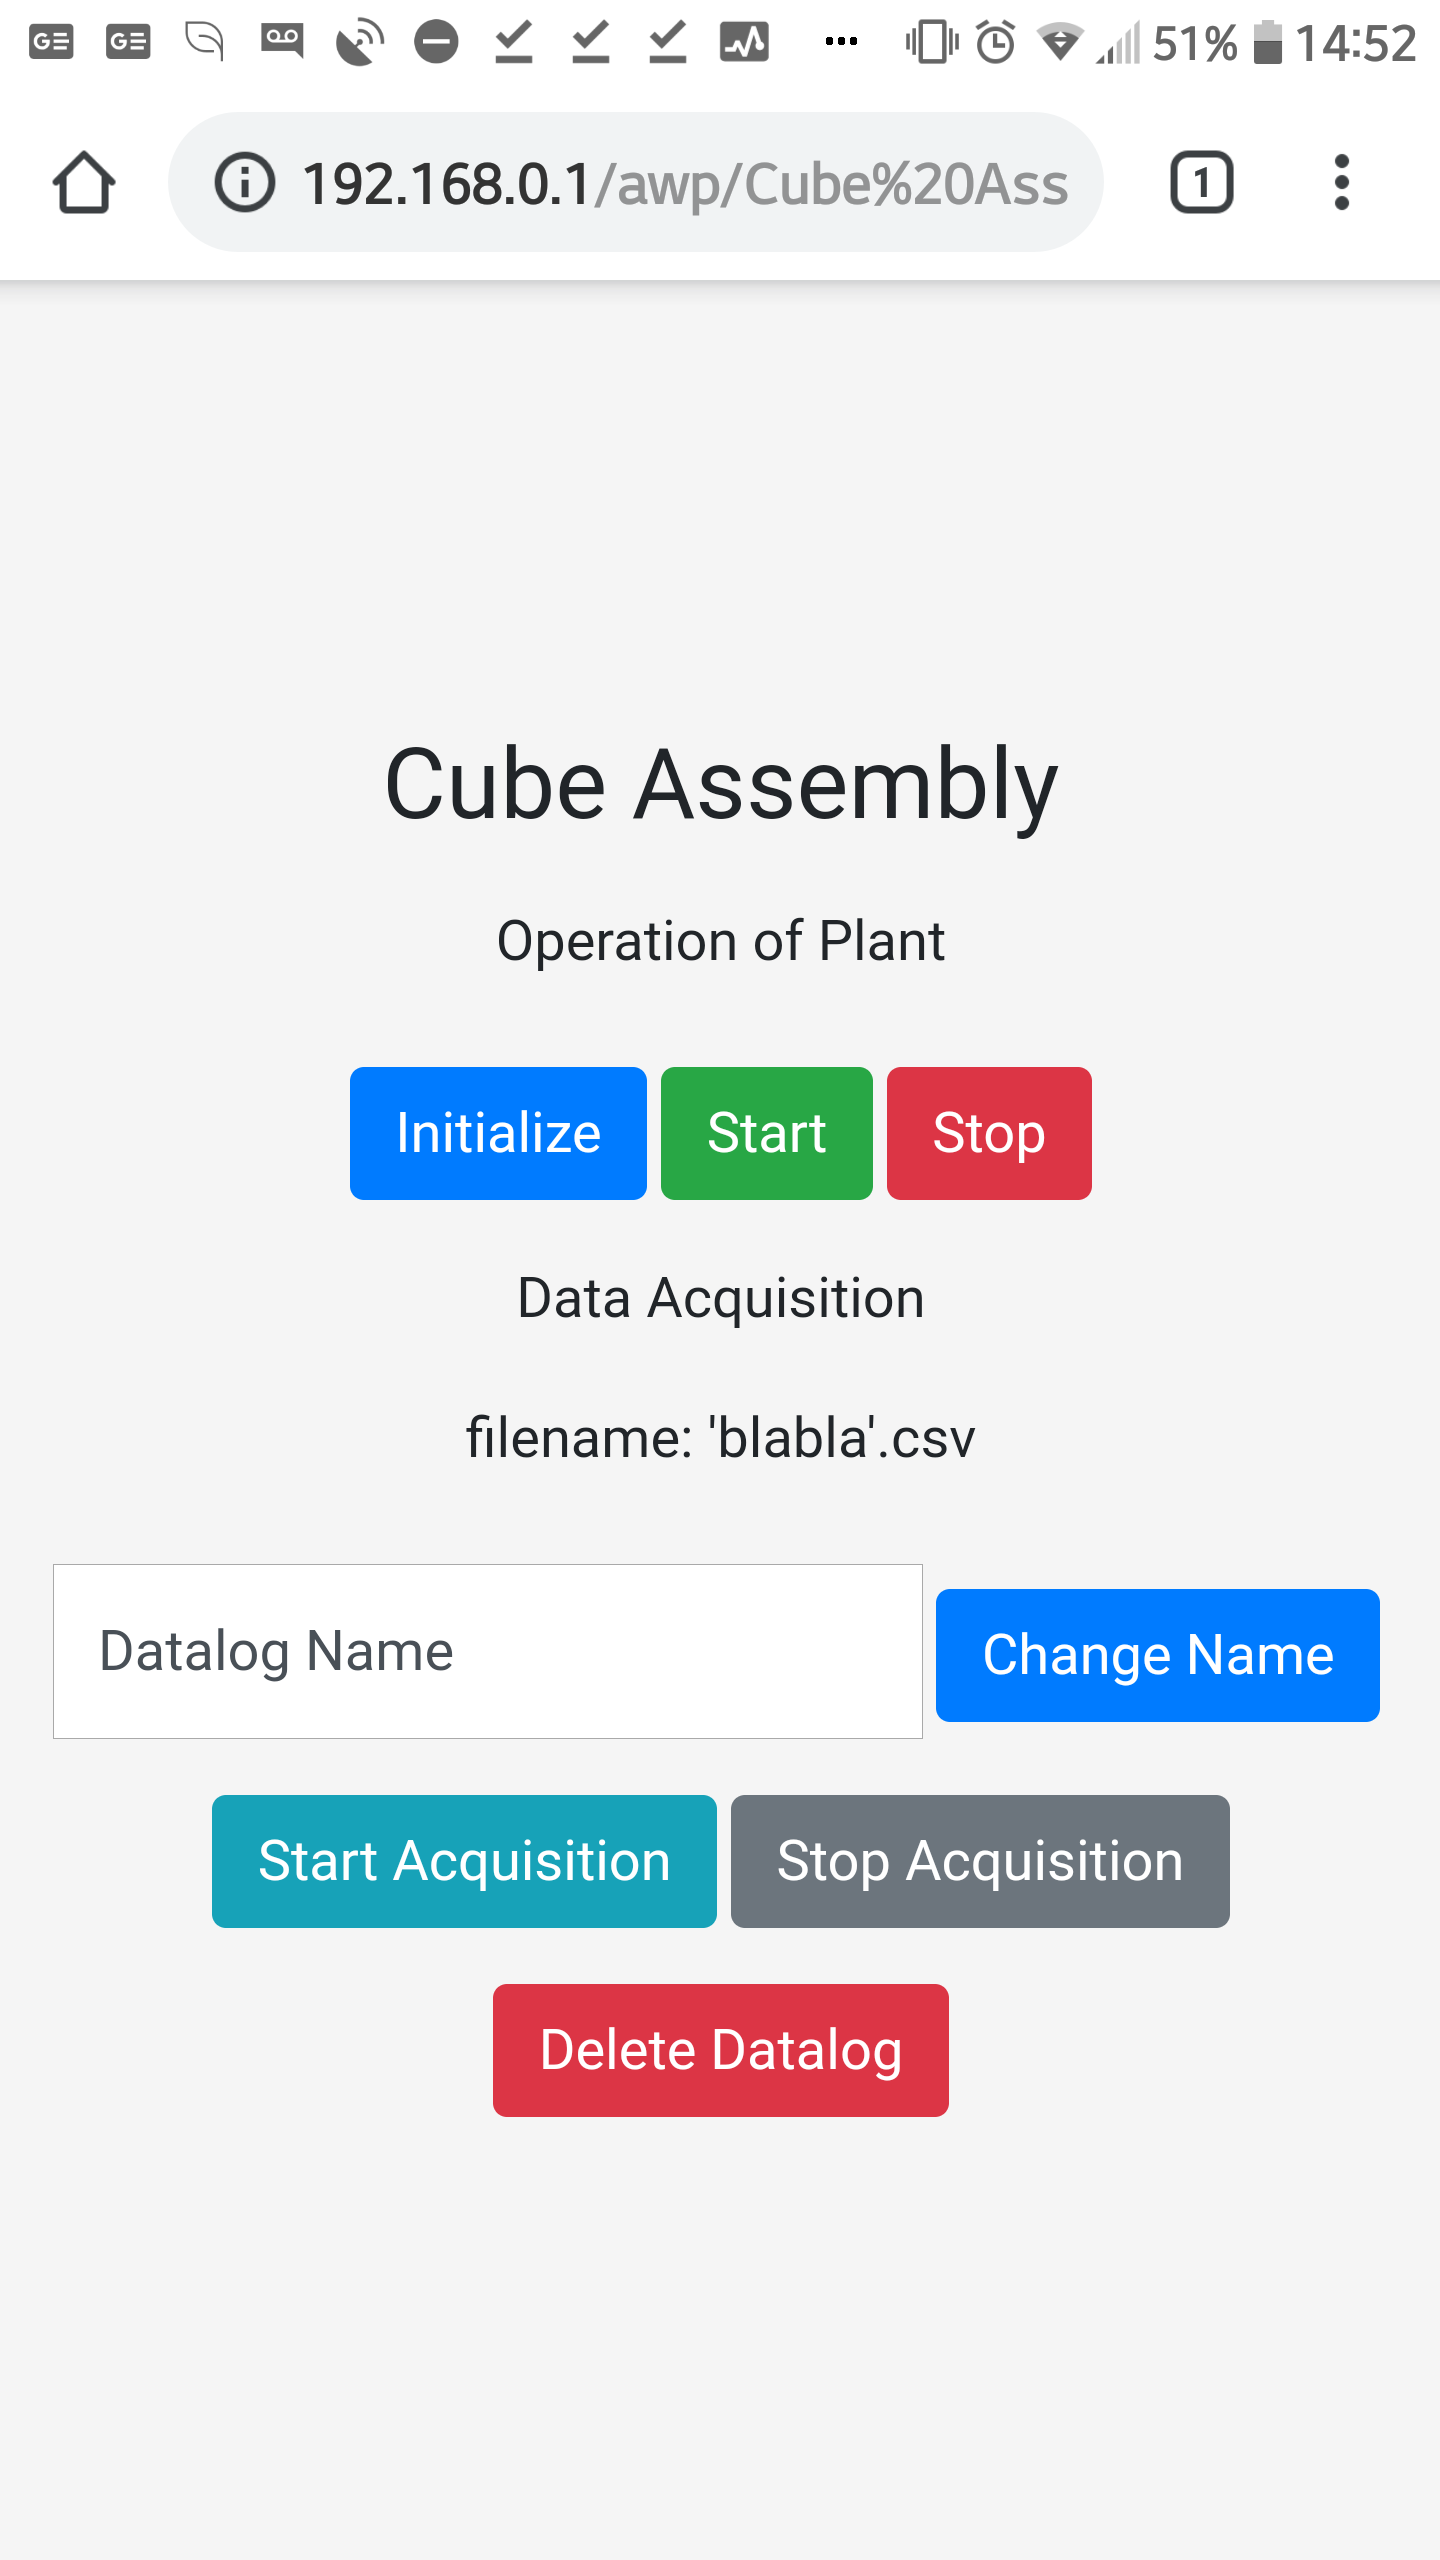 51% 14:52
192.168.0.1/awp/Cube%20Ass
1
Cube Assembly
Operation of Plant
Initialize Start Stop
Data Acquisition
filename: 'blabla'.csv
Datalog Name Change Name
Start Acquisition Stop Acquisition
Delete Datalog